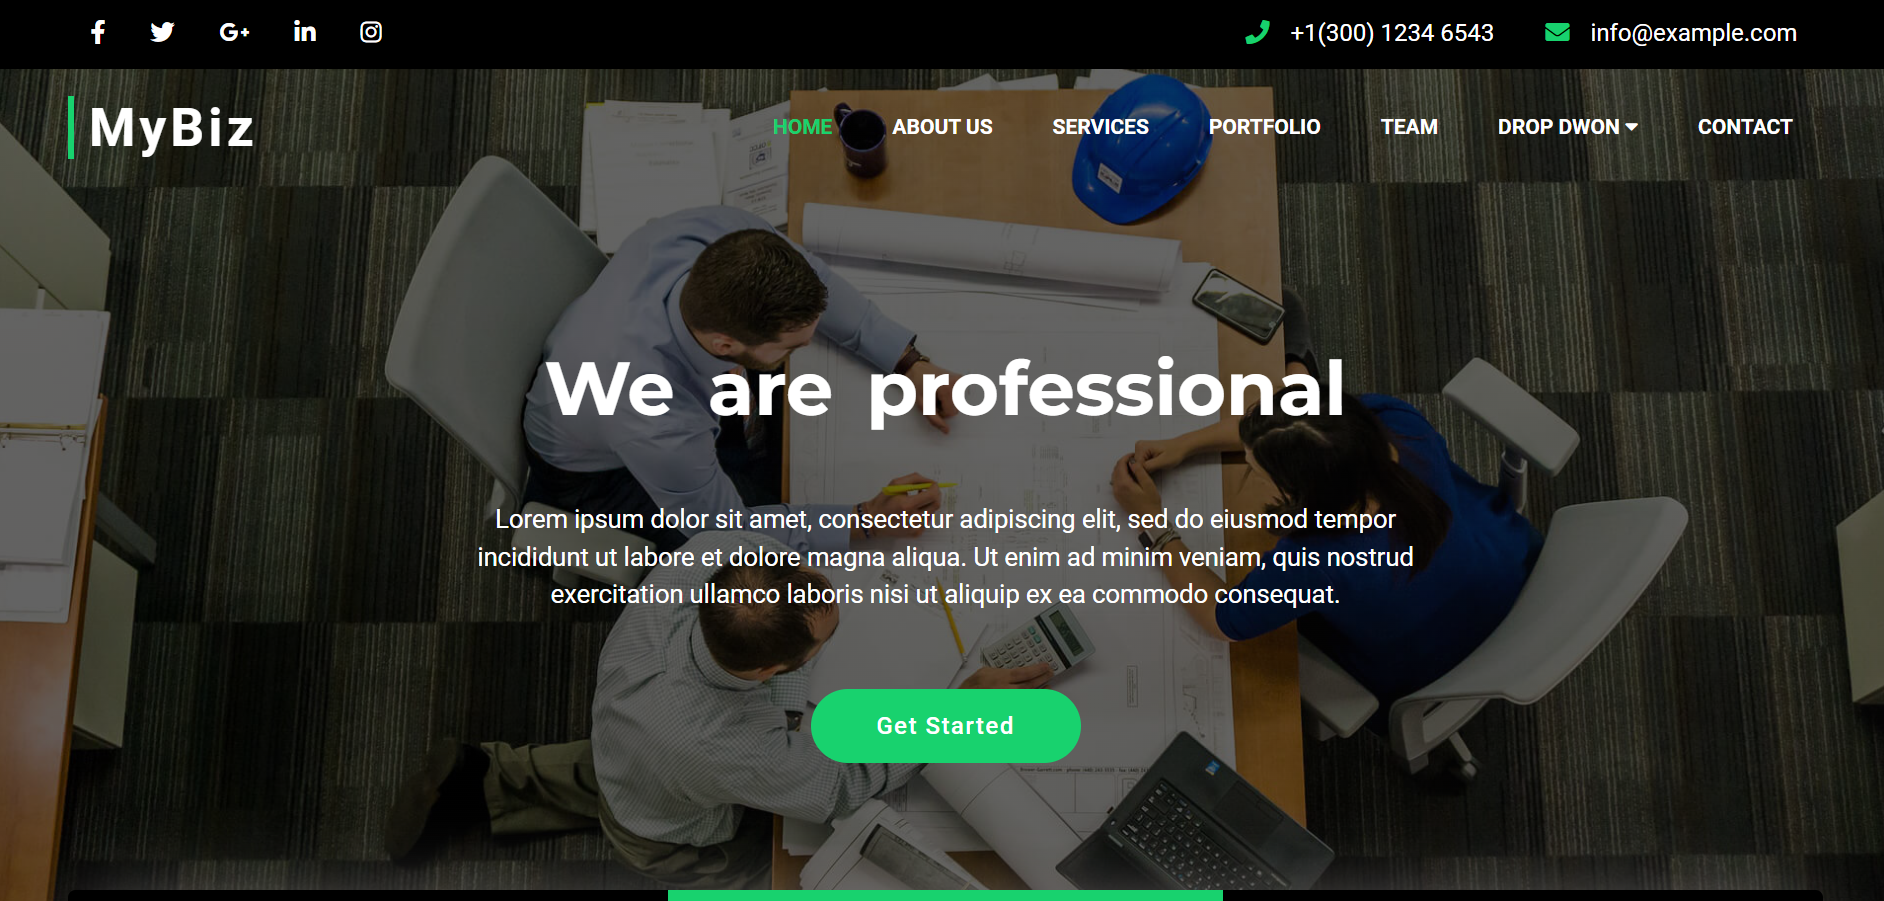 +1(300) 1234 6543
info@example.com
MyBiz
HOME
ABOUT US
SERVICES
PORTFOLIO
TEAM
DROP DWON
CONTACT
We are professional
Lorem ipsum dolor sit amet, consectetur adipiscing elit, sed do eiusmod tempor
incididunt ut labore et dolore magna aliqua. Ut enim ad minim veniam, quis nostrud
exercitation ullamco laboris nisi ut aliquip ex ea commodo consequat.
Get Started